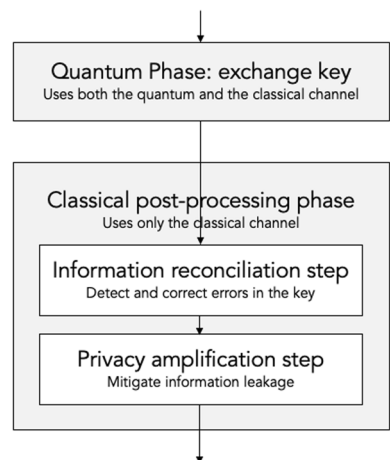 Quantum Phase: exchange key
Uses both the quantum and the classical channel
Classical post-processing phase
Uses only the classical channel
Information reconciliation step
Detect and correct errors in the key
Privacy amplification step
Mitigate information leakage